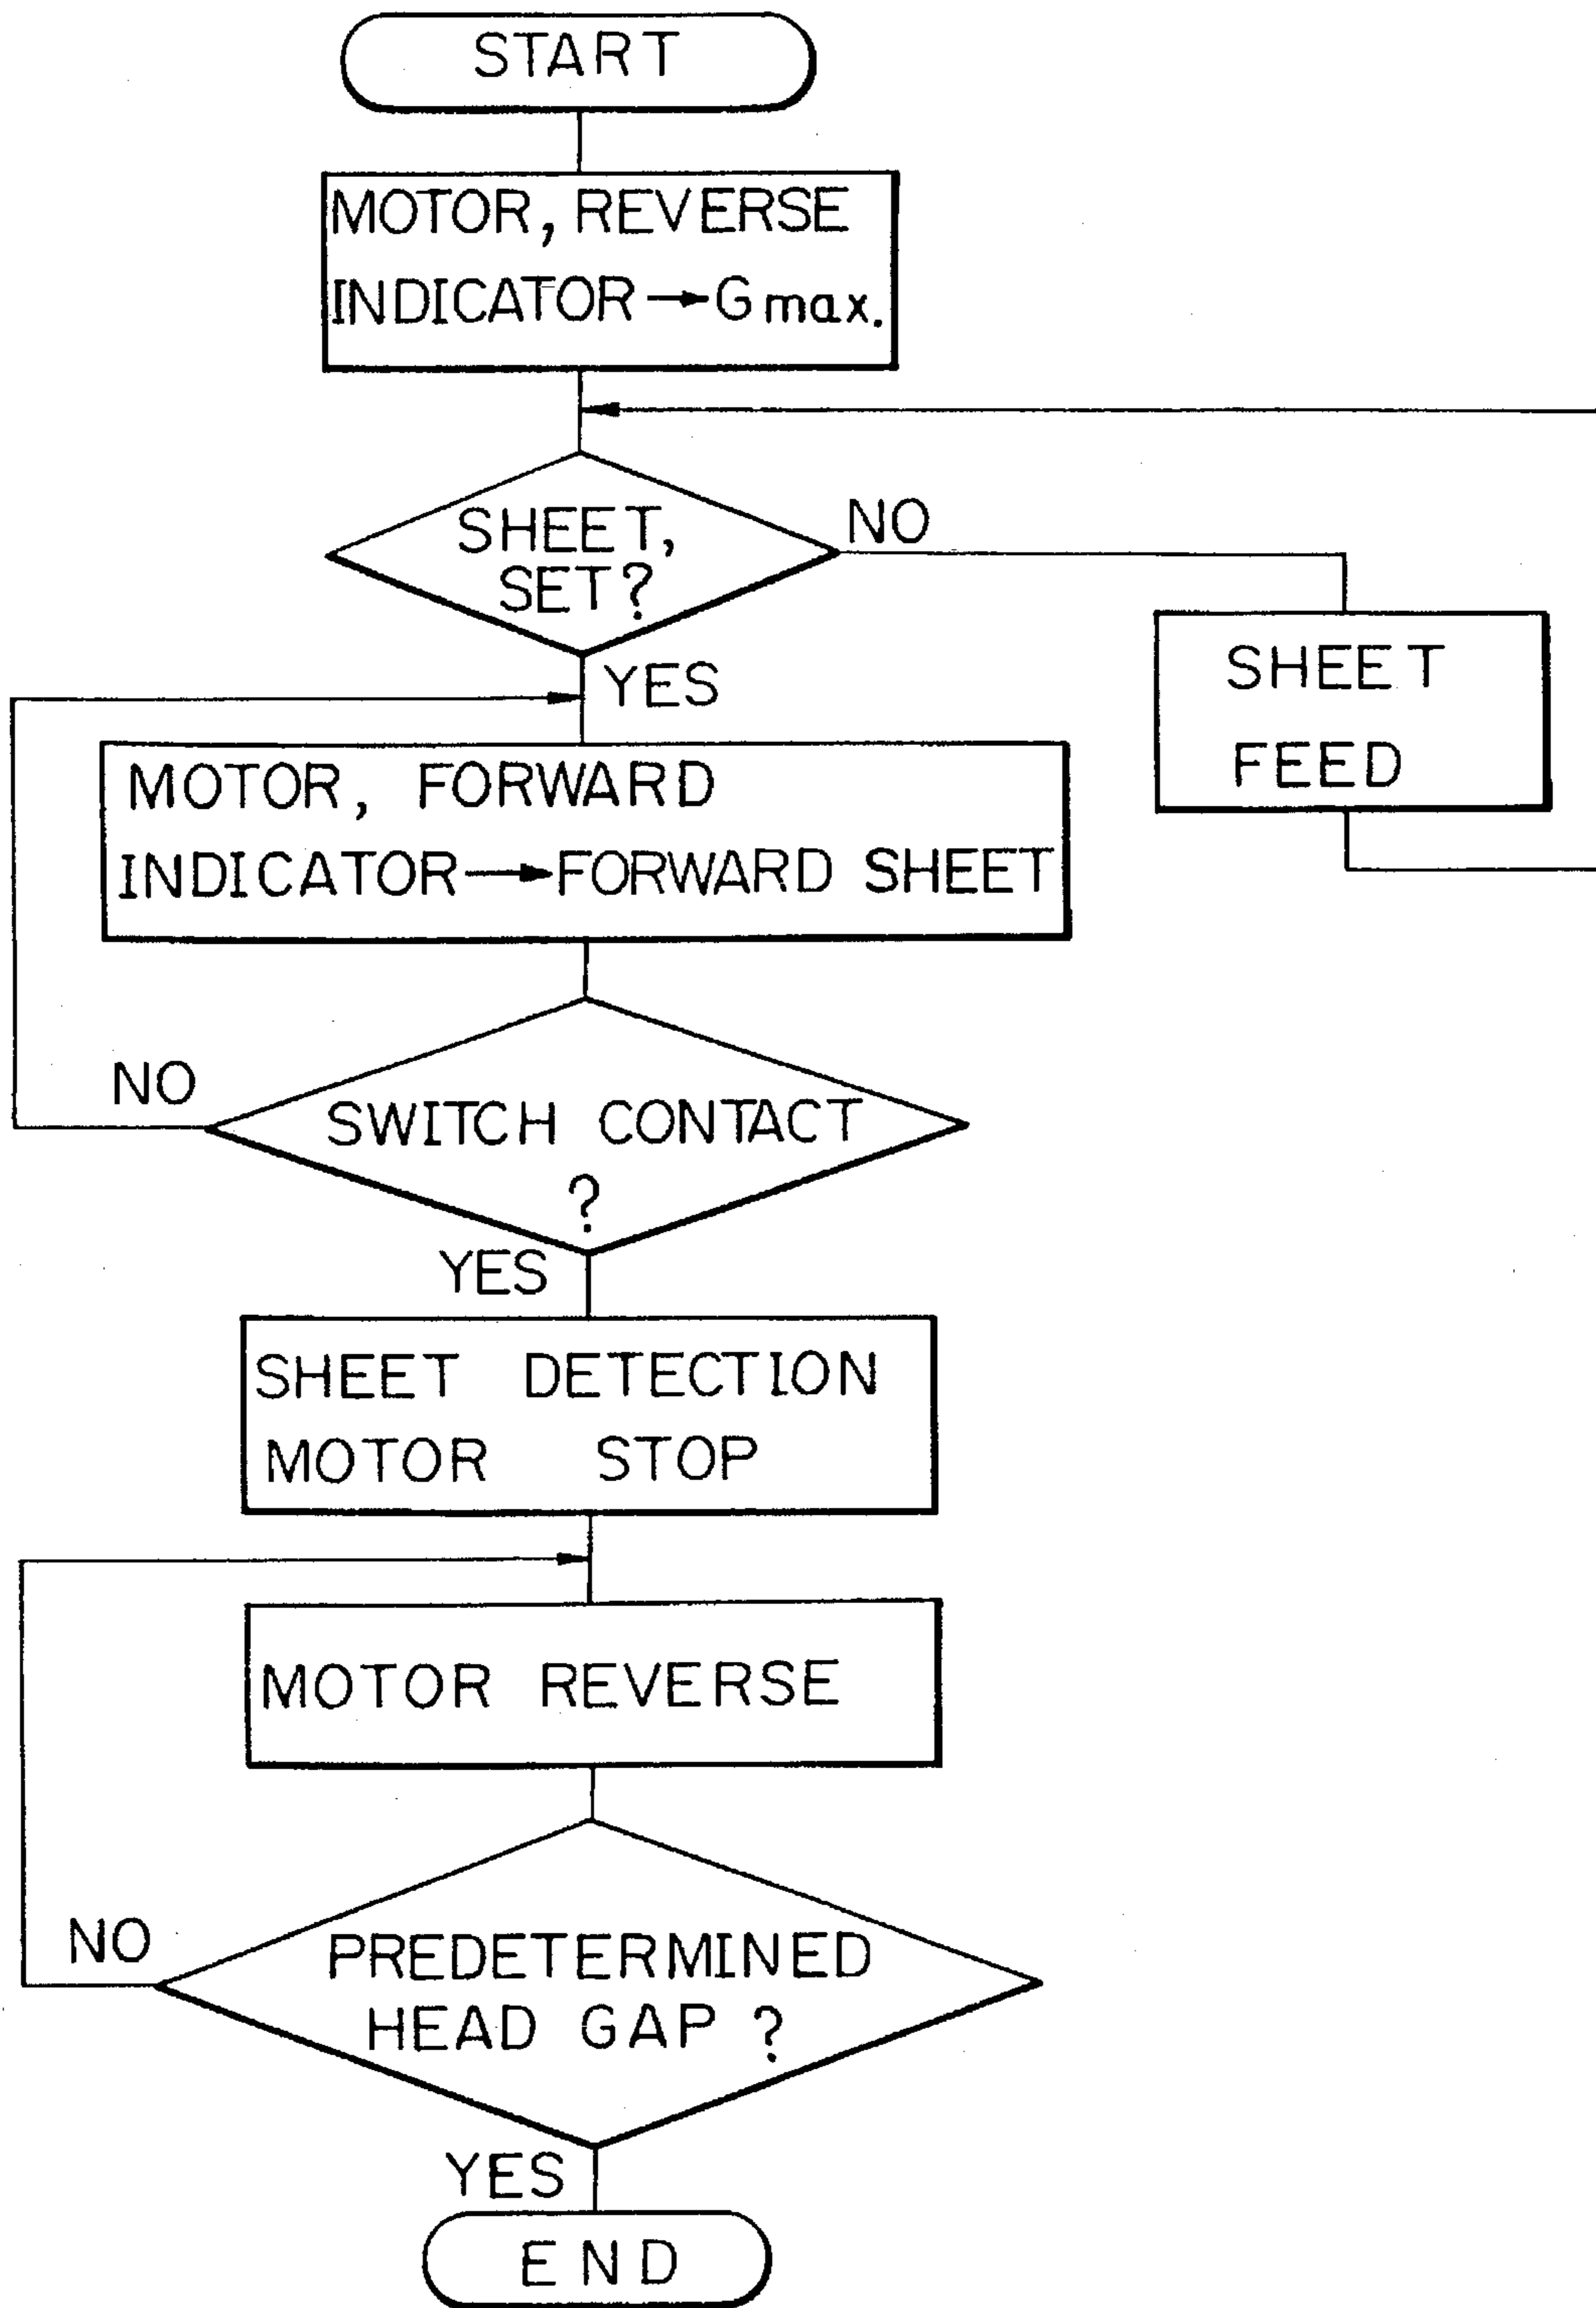 START
MOTOR, REVERSE
INDICATOR → G max.
SHEET,
SET?
NO
YES
SHEET
FEED
MOTOR, FORWARD
INDICATOR → FORWARD SHEET
NO
SWITCH CONTACT
?
YES
SHEET DETECTION
MOTOR STOP
MOTOR REVERSE
NO
PREDETERMINED
HEAD GAP ?
YES
END